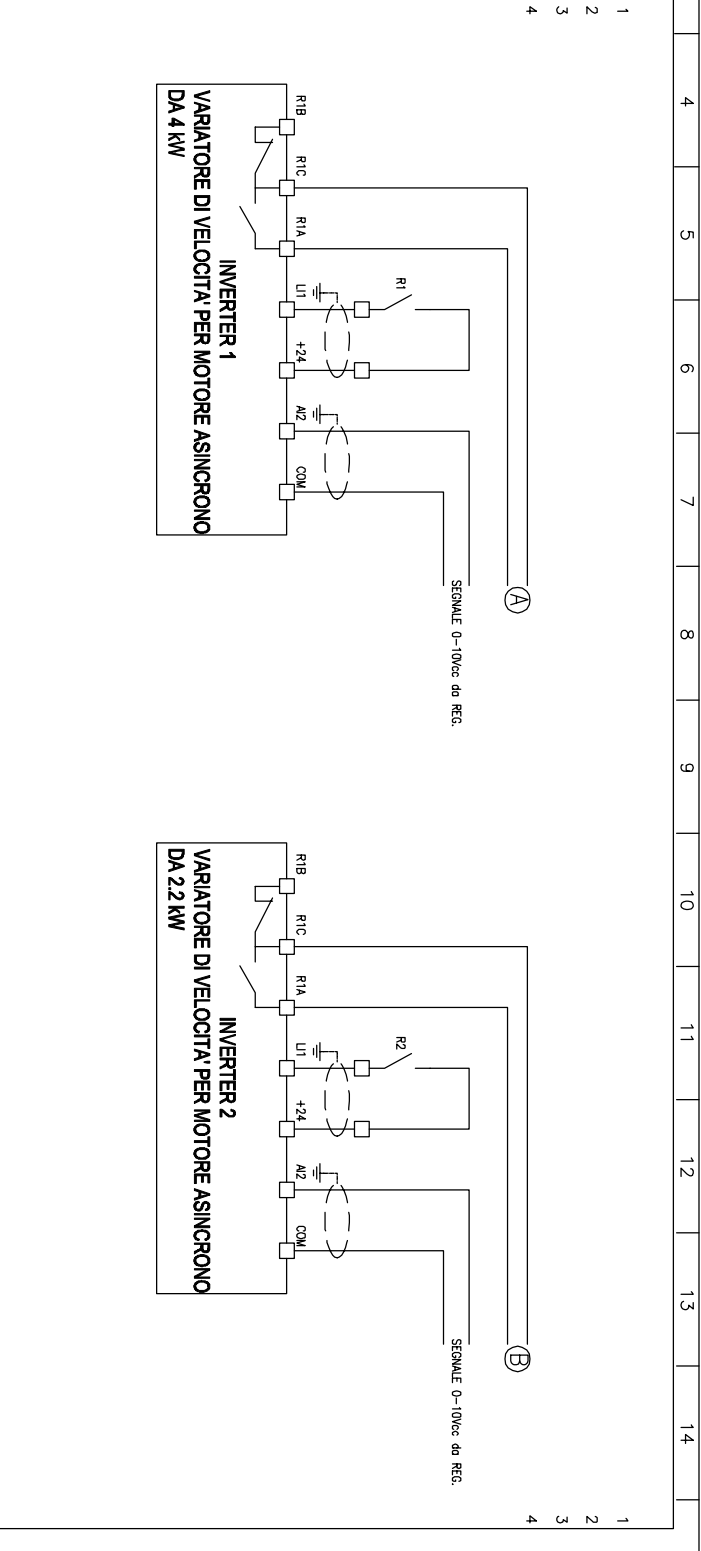 4
5
6
7
8
9
10
11
12
13
14
1
2
3
4
1
2
3
4
A
SEGNALE 0-10Vcc da REG.
R1
R1B
R1C
R1A
LI1
+24
AI2
COM
INVERTER 1
VARIATORE DI VELOCITA' PER MOTORE ASINCRONO
DA 4 kW
B
SEGNALE 0-10Vcc da REG.
R2
R1B
R1C
R1A
LI1
+24
AI2
COM
INVERTER 2
VARIATORE DI VELOCITA' PER MOTORE ASINCRONO
DA 2.2 kW